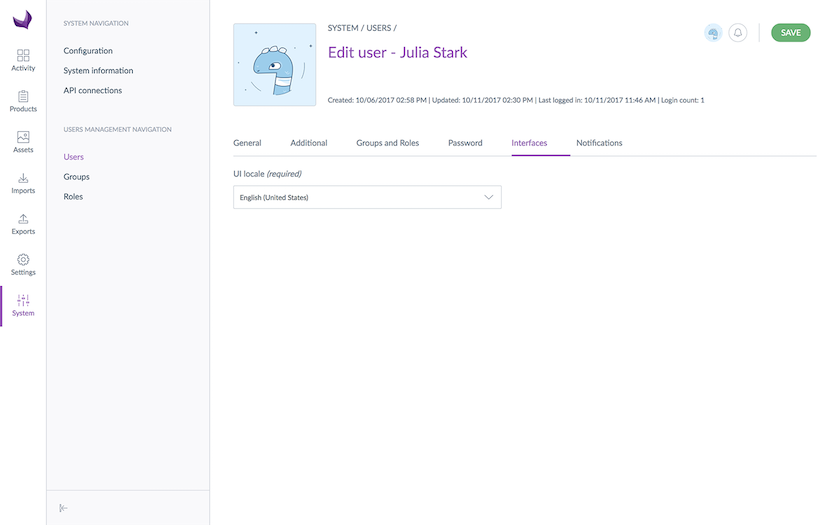 Activity
Products
Assets
Imports
Exports
Settings
System
SYSTEM NAVIGATION
Configuration
System information
API connections
USERS MANAGEMENT NAVIGATION
Users
Groups
Roles
SYSTEM / USERS /
Edit user - Julia Stark
Created: 10/06/2017 02:58 PM | Updated: 10/11/2017 02:30 PM | Last logged in: 10/11/2017 11:46 AM | Login count: 1
SAVE
General Additional Groups and Roles Password Interfaces Notifications
UI locale (required)
English (United States)